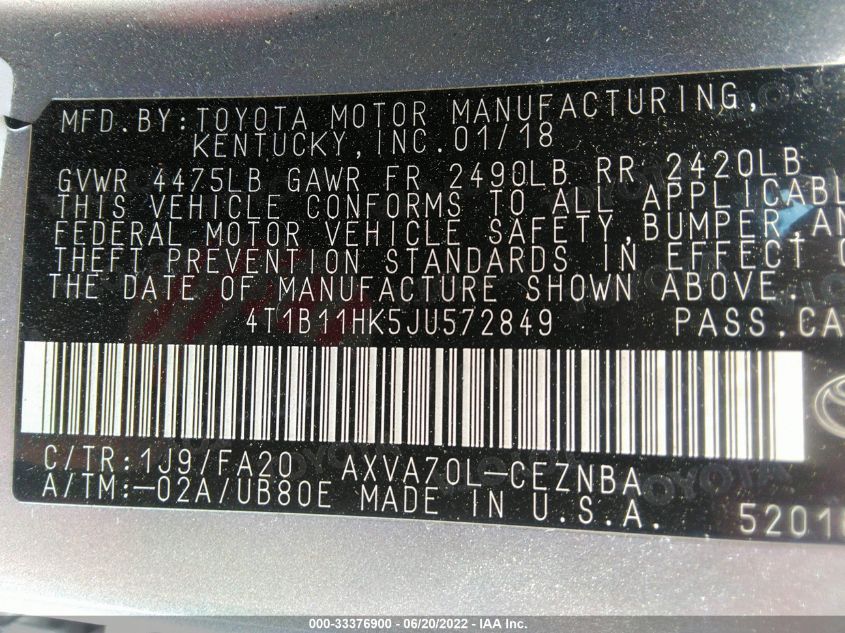 MFD.BY:TOYOTA MOTOR MANUFACTURING,
KENTUCKY,INC.01/18
GVWR 4475LB GAWR FR 2490LB RR 2420LB
THIS VEHICLE CONFORMS TO ALL APPLICABL
FEDERAL MOTOR VEHICLE SAFETY,BUMPER,AN
THEFT PREVENTION STANDARDS IN EFFECT O
THE DATE OF MANUFACTURE SHOWN ABOVE.
4T1B11HK5JU572849 PASS.CA
C/TR:1J9/FA20 AXVA70L-CEZNBA
A/TM:-02A/UB80E MADE IN U.S.A. 5201
000-33376900 - 06/20/2022 - IAA Inc.